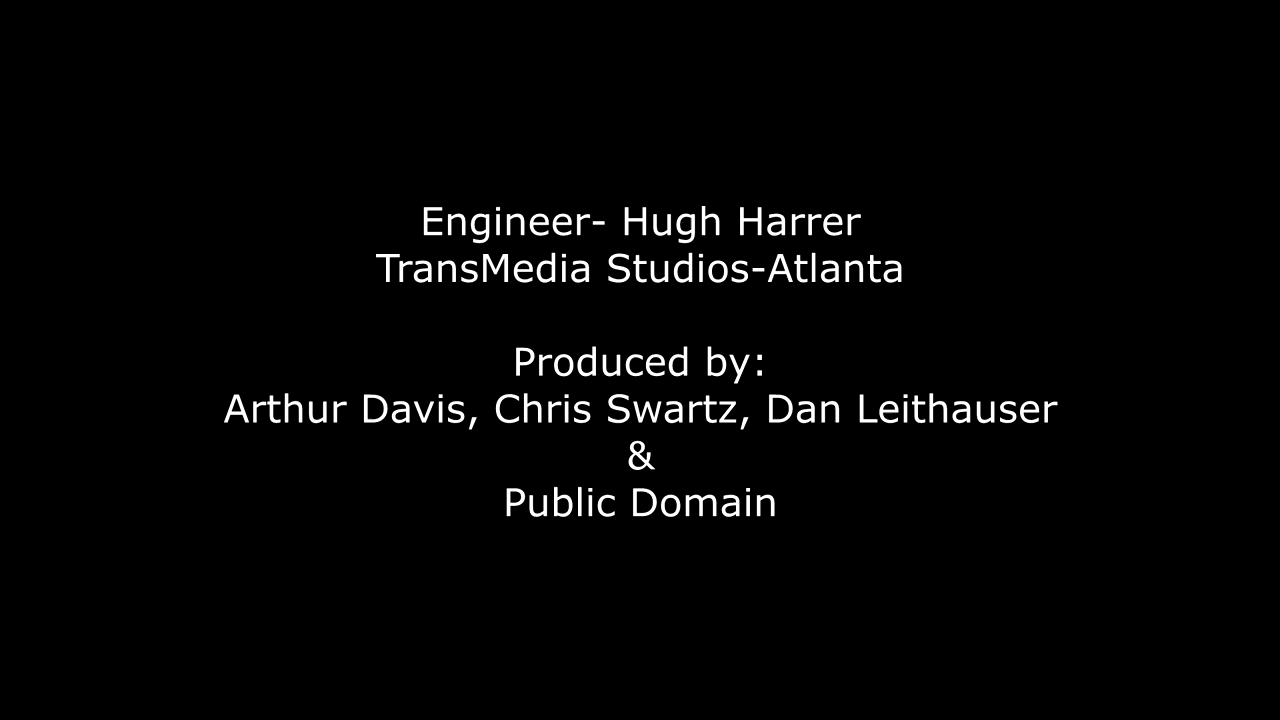 Engineer- Hugh Harrer
TransMedia Studios-Atlanta
Produced by:
Arthur Davis, Chris Swartz, Dan Leithauser
&
Public Domain